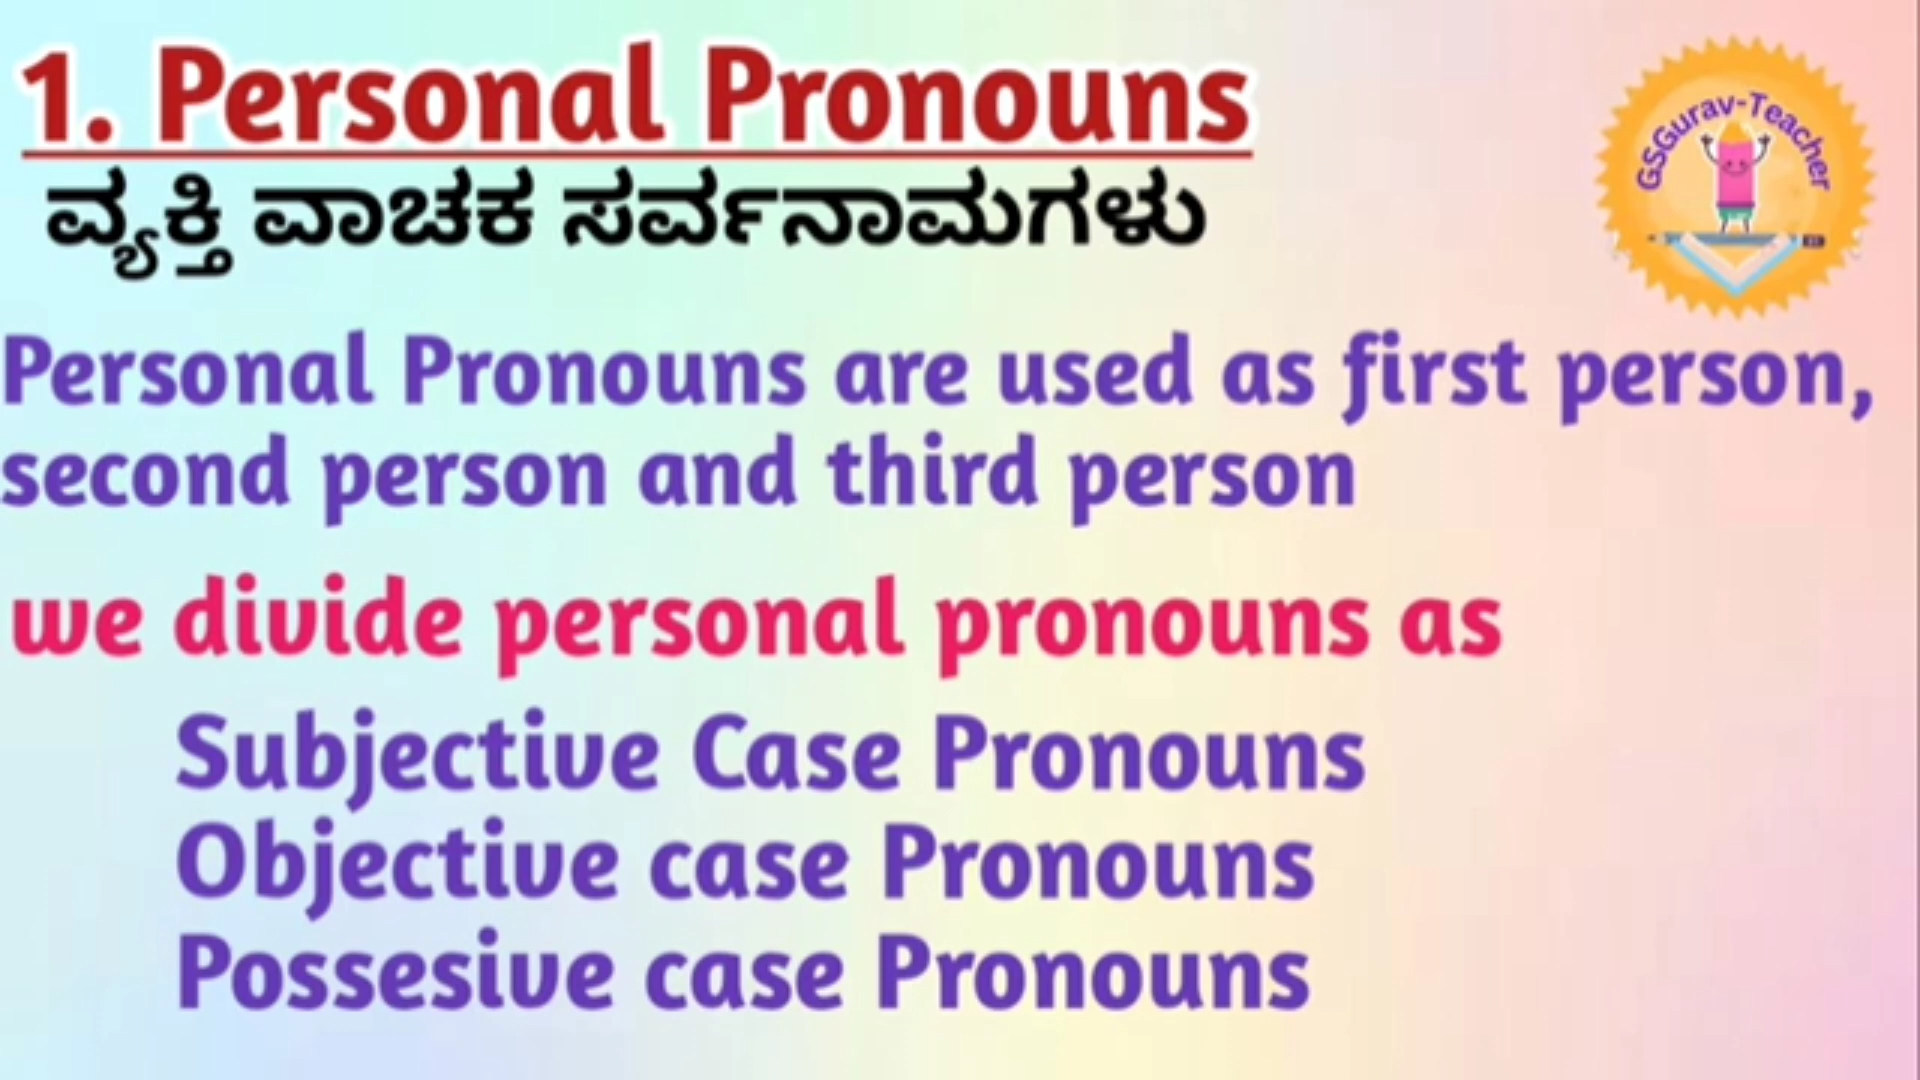 1. Personal Pronouns
ವ್ಯಕ್ತಿ ವಾಚಕ ಸರ್ವನಾಮಗಳು
GSGurav-Teacher
Personal Pronouns are used as first person,
second person and third person
we divide personal pronouns as
Subjective Case Pronouns
Objective case Pronouns
Possesive case Pronouns